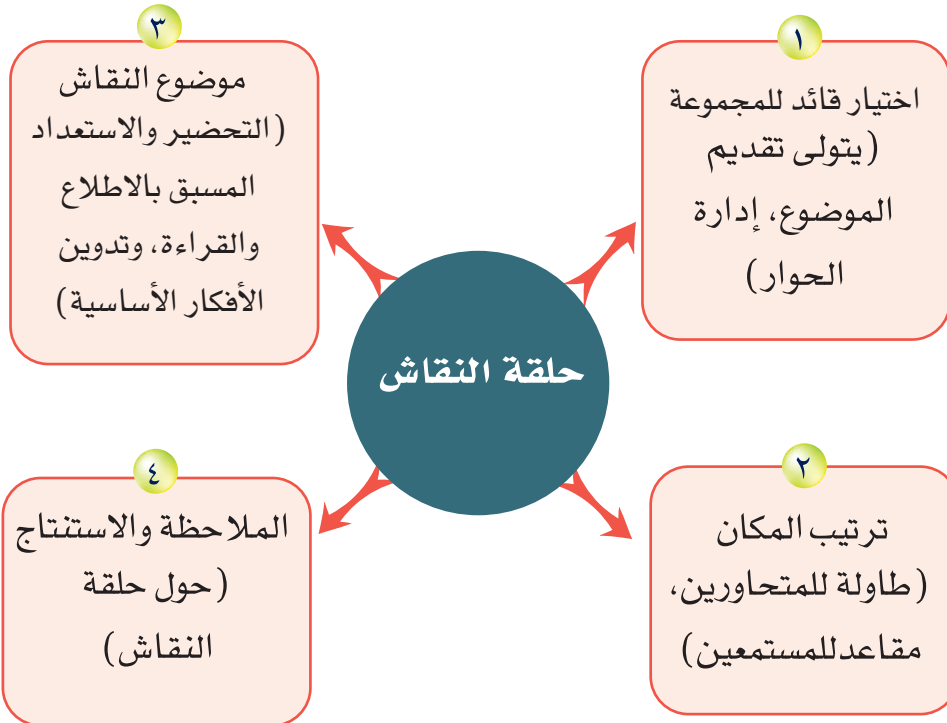 حلقة النقاش
١
اختيار قائد للمجموعة
(يتولى تقديم
الموضوع، إدارة
الحوار)
٢
ترتيب المكان
(طاولة للمتحاورين،
مقاعدللمستمعين)
٣
موضوع النقاش
(التحضير والاستعداد
المسبق بالاطلاع
والقراءة، وتدوين
الأفكار الأساسية)
٤
الملاحظة والاستنتاج
(حول حلقة
النقاش)